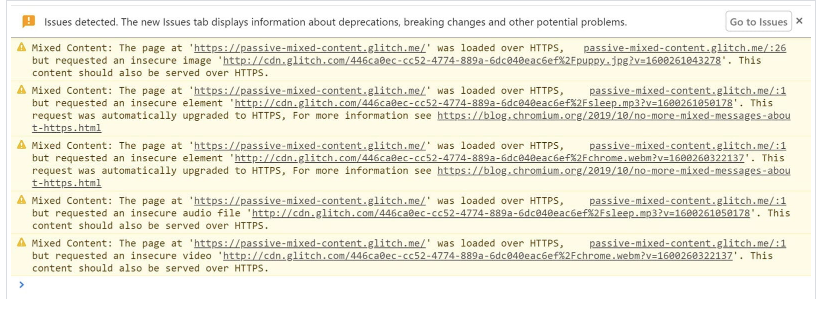 Issues detected. The new Issues tab displays information about deprecations, breaking changes and other potential problems. Go to Issues ×
Mixed Content: The page at 'https://passive-mixed-content.glitch.me/' was loaded over HTTPS, passive-mixed-content.glitch.me/:26
but requested an insecure image 'http://cdn.glitch.com/446ca0ec-cc52-4774-889a-6dc040eac6ef%2Fpuppy.jpg?v=1600261043278'. This
content should also be served over HTTPS.
Mixed Content: The page at 'https://passive-mixed-content.glitch.me/' was loaded over HTTPS, passive-mixed-content.glitch.me/:1
but requested an insecure element 'http://cdn.glitch.com/446ca0ec-cc52-4774-889a-6dc040eac6ef%2Fsleep.mp3?v=1600261050178'. This
request was automatically upgraded to HTTPS, For more information see https://blog.chromium.org/2019/10/no-more-mixed-messages-abou
t-https.html
Mixed Content: The page at 'https://passive-mixed-content.glitch.me/' was loaded over HTTPS, passive-mixed-content.glitch.me/:1
but requested an insecure element 'http://cdn.glitch.com/446ca0ec-cc52-4774-889a-6dc040eac6ef%2Fchrome.webm?v=1600260322137'. This
request was automatically upgraded to HTTPS, For more information see https://blog.chromium.org/2019/10/no-more-mixed-messages-abou
t-https.html
Mixed Content: The page at 'https://passive-mixed-content.glitch.me/' was loaded over HTTPS, passive-mixed-content.glitch.me/:1
but requested an insecure audio file 'http://cdn.glitch.com/446ca0ec-cc52-4774-889a-6dc040eac6ef%2Fsleep.mp3?v=1600261050178'. This
content should also be served over HTTPS.
Mixed Content: The page at 'https://passive-mixed-content.glitch.me/' was loaded over HTTPS, passive-mixed-content.glitch.me/:1
but requested an insecure video 'http://cdn.glitch.com/446ca0ec-cc52-4774-889a-6dc040eac6ef%2Fchrome.webm?v=1600260322137'. This
content should also be served over HTTPS.